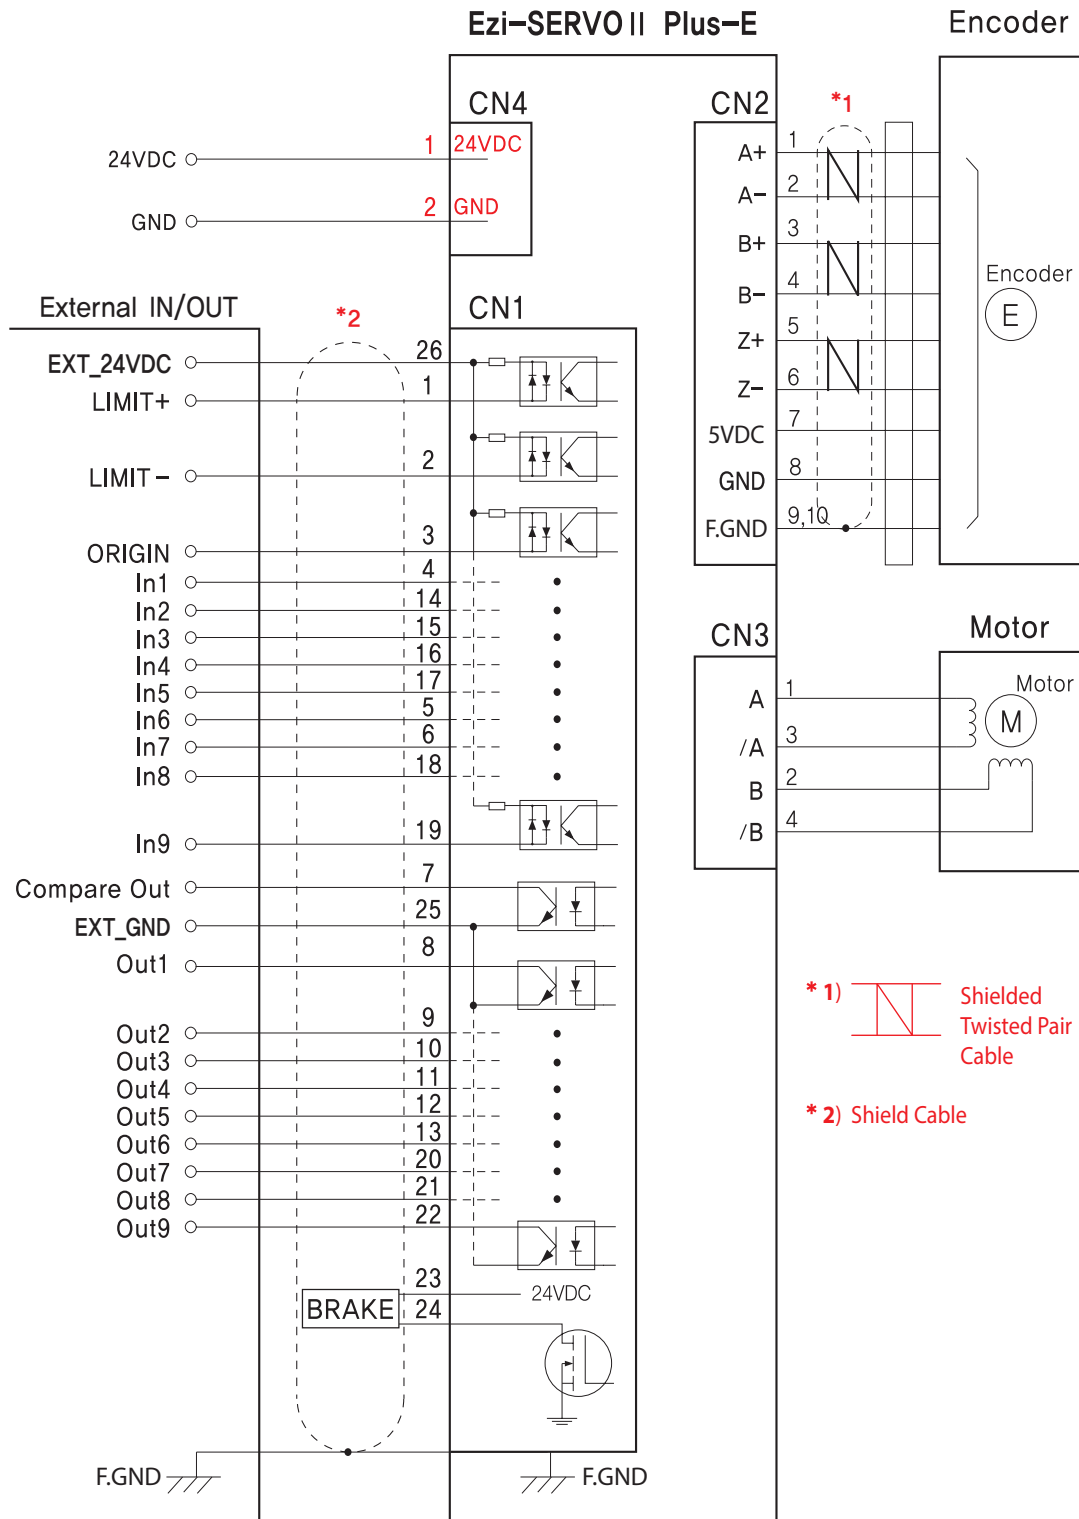 Ezi-SERVO II Plus-E
Encoder
CN4
24VDC
1 24VDC
GND
2 GND
CN2
*1
A+ 1
A- 2
B+ 3
B- 4
Z+ 5
Z- 6
5VDC 7
GND 8
F.GND 9,10
Encoder
E
External IN/OUT
*2
CN1
EXT_24VDC 26
LIMIT+ 1
LIMIT- 2
ORIGIN 3
In1 4
In2 14
In3 15
In4 16
In5 17
In6 5
In7 6
In8 18
In9 19
Compare Out 7
EXT_GND 25
Out1 8
Out2 9
Out3 10
Out4 11
Out5 12
Out6 13
Out7 20
Out8 21
Out9 22
BRAKE
23 24VDC
24
F.GND
F.GND
CN3
Motor
A 1
/A 3
B 2
/B 4
Motor
M
* 1) Shielded
Twisted Pair
Cable
* 2) Shield Cable